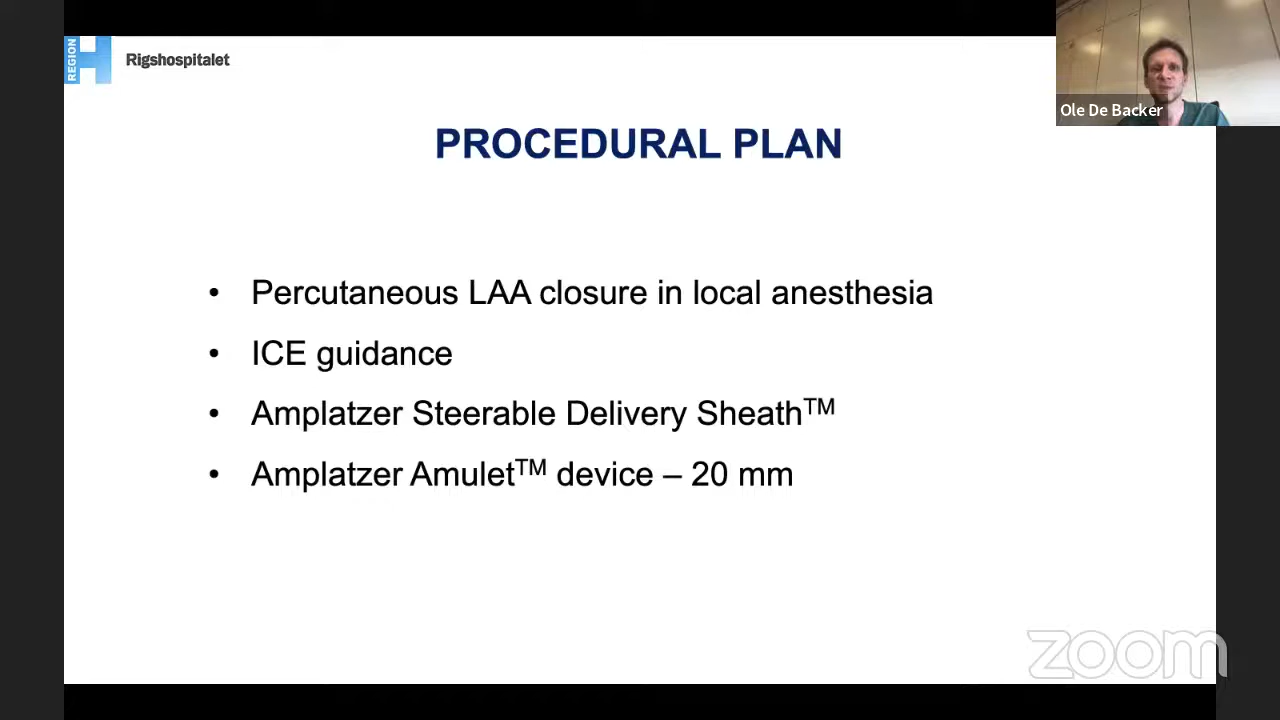 REGION
H
Rigshospitalet
Ole De Backer
PROCEDURAL PLAN
• Percutaneous LAA closure in local anesthesia
• ICE guidance
• Amplatzer Steerable Delivery Sheath™
• Amplatzer Amulet™ device – 20 mm
zoom